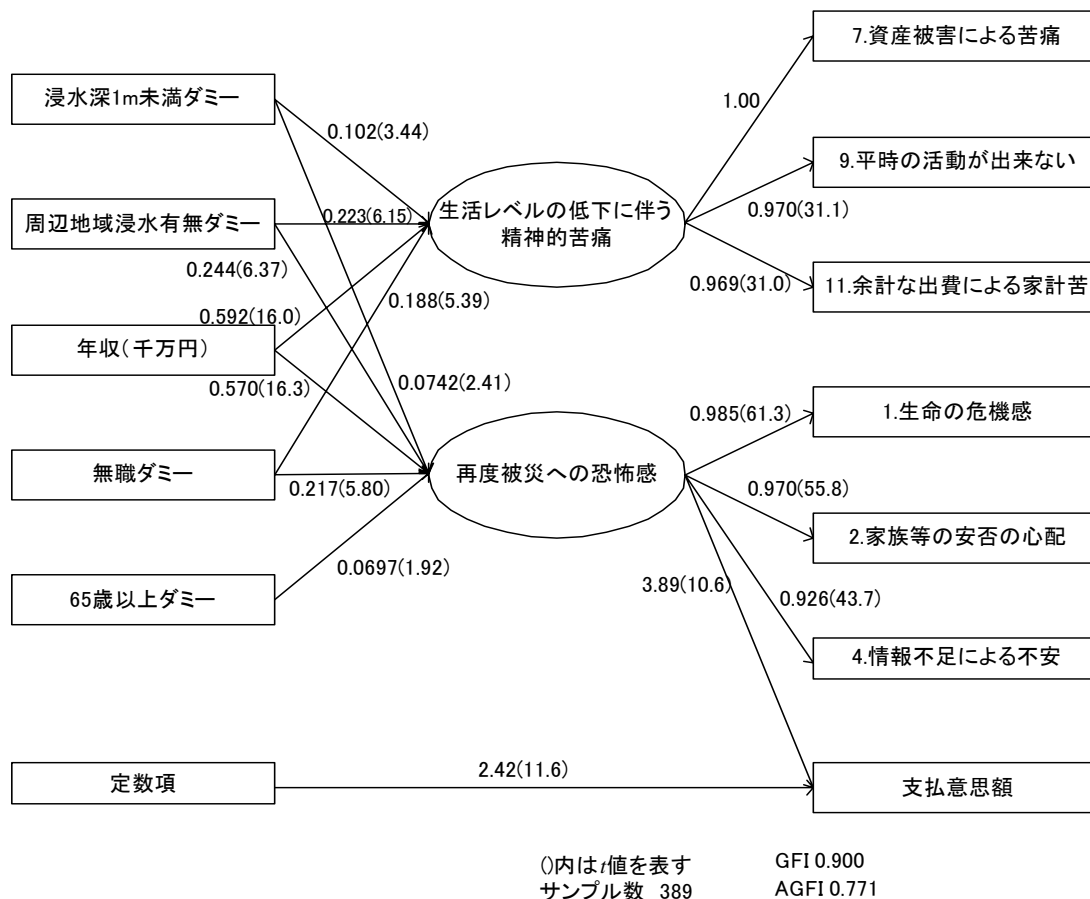 7.資産被害による苦痛
浸水深1m未満ダミー
1.00
0.102(3.44)
9.平時の活動が出来ない
周辺地域浸水有無ダミー
0.223(6.15)
生活レベルの低下に伴う
精神的苦痛
0.970(31.1)
0.244(6.37)
0.188(5.39)
0.969(31.0)
11.余計な出費による家計苦
0.592(16.0)
年収(千万円)
0.570(16.3)
0.0742(2.41)
0.985(61.3)
1.生命の危機感
無職ダミー
0.217(5.80)
再度被災への恐怖感
0.970(55.8)
2.家族等の安否の心配
0.0697(1.92)
3.89(10.6)
0.926(43.7)
65歳以上ダミー
4.情報不足による不安
定数項
2.42(11.6)
支払意思額
()内はt値を表す
GFI 0.900
サンプル数 389
AGFI 0.771